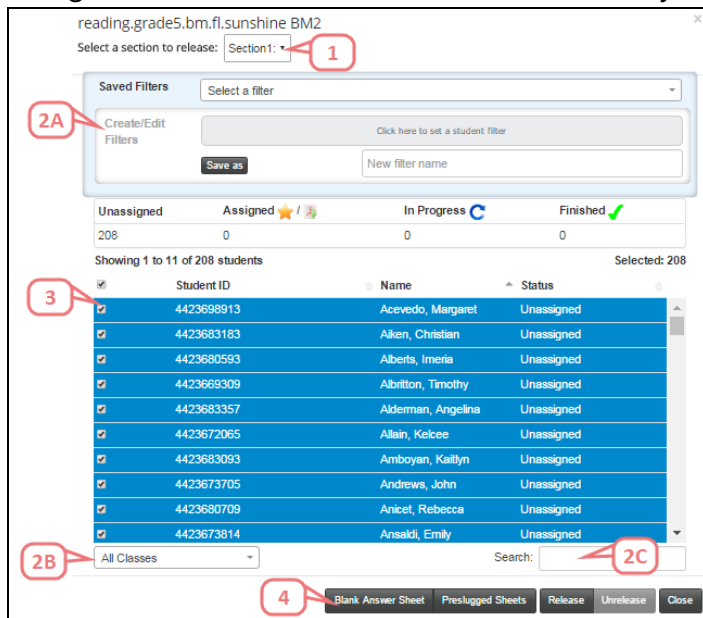 reading.grade5.bm.fl.sunshine BM2
Select a section to release: Section1:
1
Saved Filters Select a filter
2A
Create/Edit Filters Click here to set a student filter
Save as New filter name
Unassigned Assigned / In Progress Finished
208 0 0 0
Showing 1 to 11 of 208 students Selected: 208
Student ID Name Status
3
4423698913 Acevedo, Margaret Unassigned
4423683183 Aiken, Christian Unassigned
4423680593 Alberts, Imeria Unassigned
4423669309 Albritton, Timothy Unassigned
4423683357 Alderman, Angelina Unassigned
4423672065 Allain, Kelcee Unassigned
4423683093 Amboyan, Kaitlyn Unassigned
4423673705 Andrews, John Unassigned
4423680709 Anicet, Rebecca Unassigned
4423673814 Ansaldi, Emily Unassigned
2B All Classes Search: 2C
4 Blank Answer Sheet Preslugged Sheets Release Unrelease Close